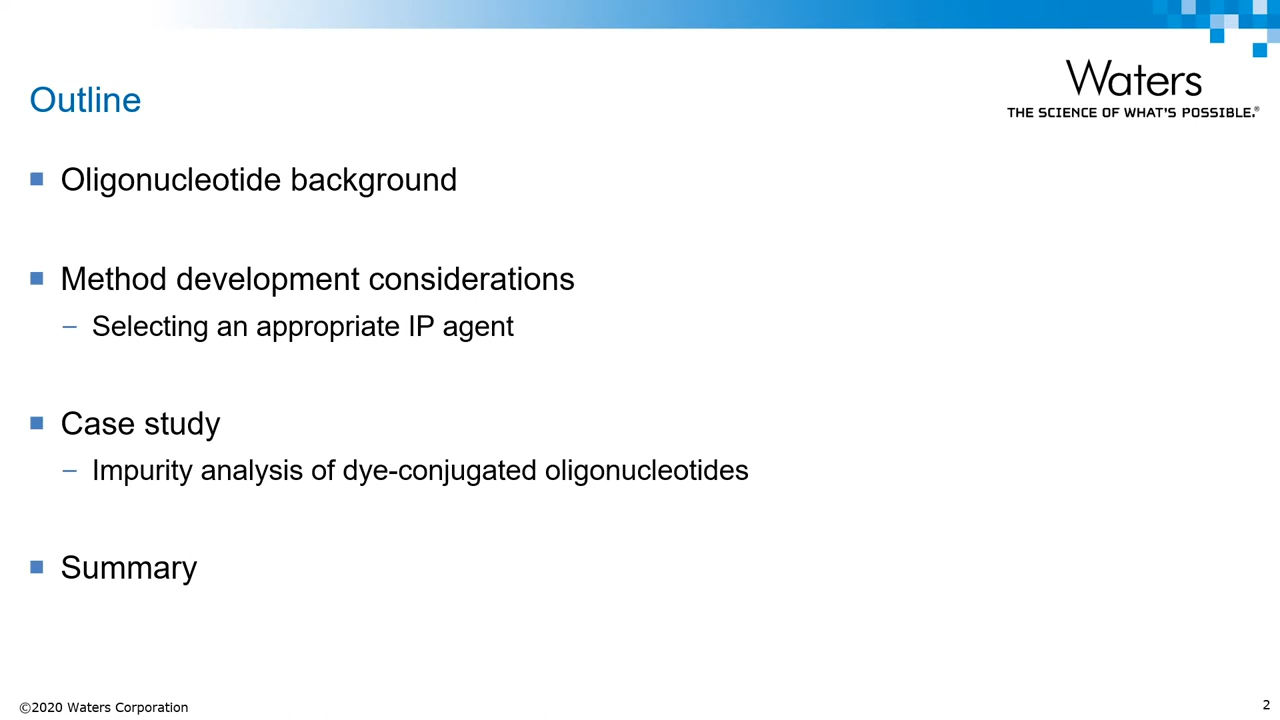 Waters
THE SCIENCE OF WHAT'S POSSIBLE.®
Outline
■ Oligonucleotide background
■ Method development considerations
– Selecting an appropriate IP agent
■ Case study
– Impurity analysis of dye-conjugated oligonucleotides
■ Summary
©2020 Waters Corporation
2